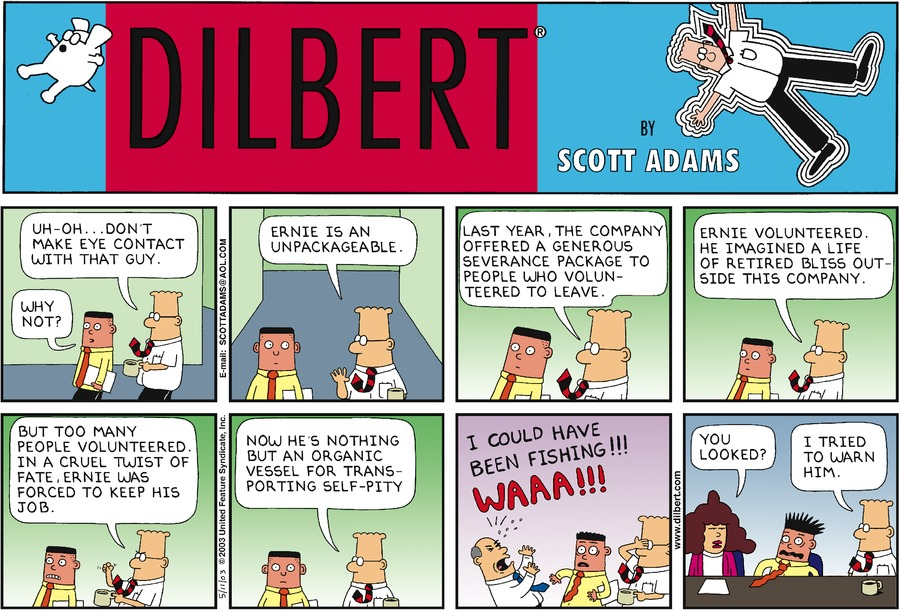 DILBERT®
BY
SCOTT ADAMS
UH-OH...DON'T
MAKE EYE CONTACT
WITH THAT GUY.
WHY
NOT?
E-mail: SCOTTADAMS@AOL.COM
ERNIE IS AN
UNPACKAGEABLE.
LAST YEAR, THE COMPANY
OFFERED A GENEROUS
SEVERANCE PACKAGE TO
PEOPLE WHO VOLUN-
TEERED TO LEAVE.
ERNIE VOLUNTEERED.
HE IMAGINED A LIFE
OF RETIRED BLISS OUT-
SIDE THIS COMPANY.
BUT TOO MANY
PEOPLE VOLUNTEERED.
IN A CRUEL TWIST OF
FATE, ERNIE WAS
FORCED TO KEEP HIS
JOB.
©2003 United Feature Syndicate, Inc.
NOW HE'S NOTHING
BUT AN ORGANIC
VESSEL FOR TRANS-
PORTING SELF-PITY
I COULD HAVE
BEEN FISHING!!!
WAAA!!!
www.dilbert.com
YOU
LOOKED?
I TRIED
TO WARN
HIM.